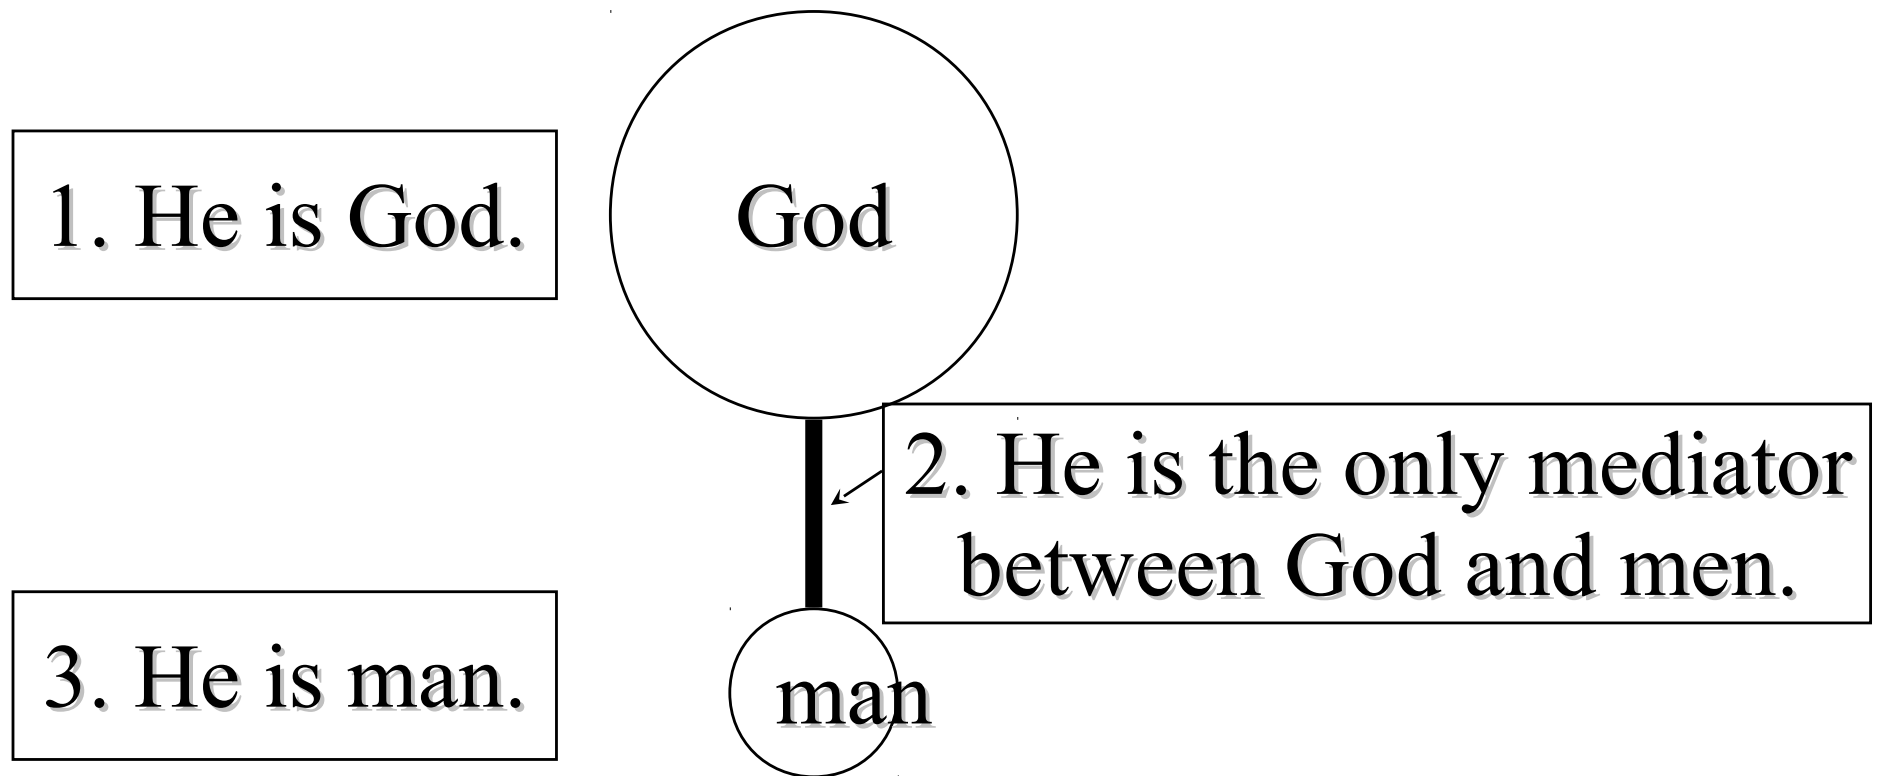 1. He is God.
God
2. He is the only mediator
between God and men.
3. He is man.
man